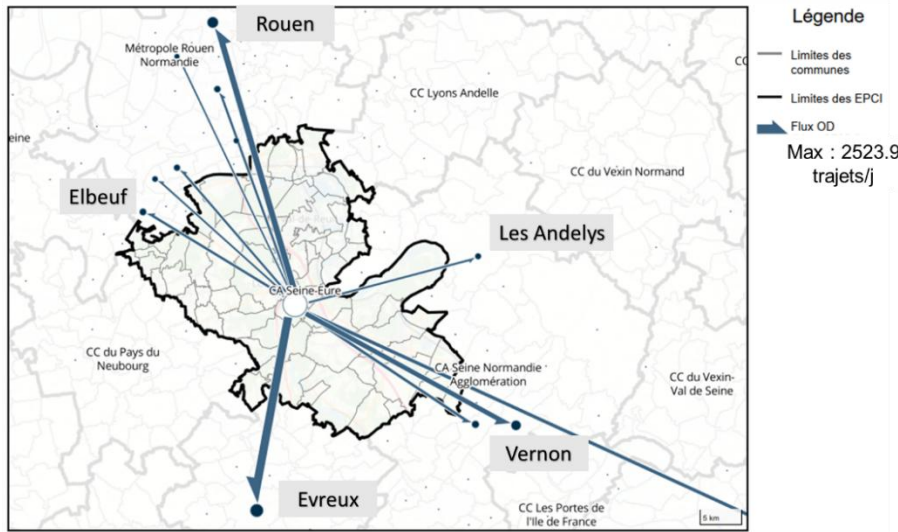 Rouen
Métropole Rouen
Normandie
CC Lyons Andelle
CC du Vexin Normand
Elbeuf
Les Andelys
CA Seine-Eure
CC du Pays du
Neubourg
CA Seine Normandie
Agglomération
CC du Vexin-
Val de Seine
Vernon
Evreux
CC Les Portes de
l'Ile de France
5 km
Légende
Limites des
communes
Limites des EPCI
Flux OD
Max : 2523.9
trajets/j